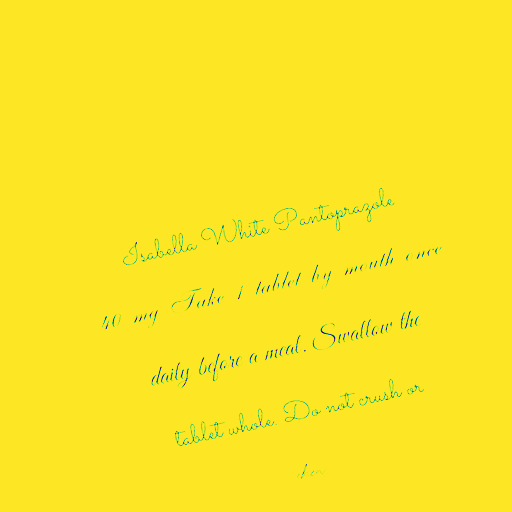 Isabella White Pantoprazole
40 mg Take 1 tablet by mouth once
daily before a meal. Swallow the
tablet whole. Do not crush or